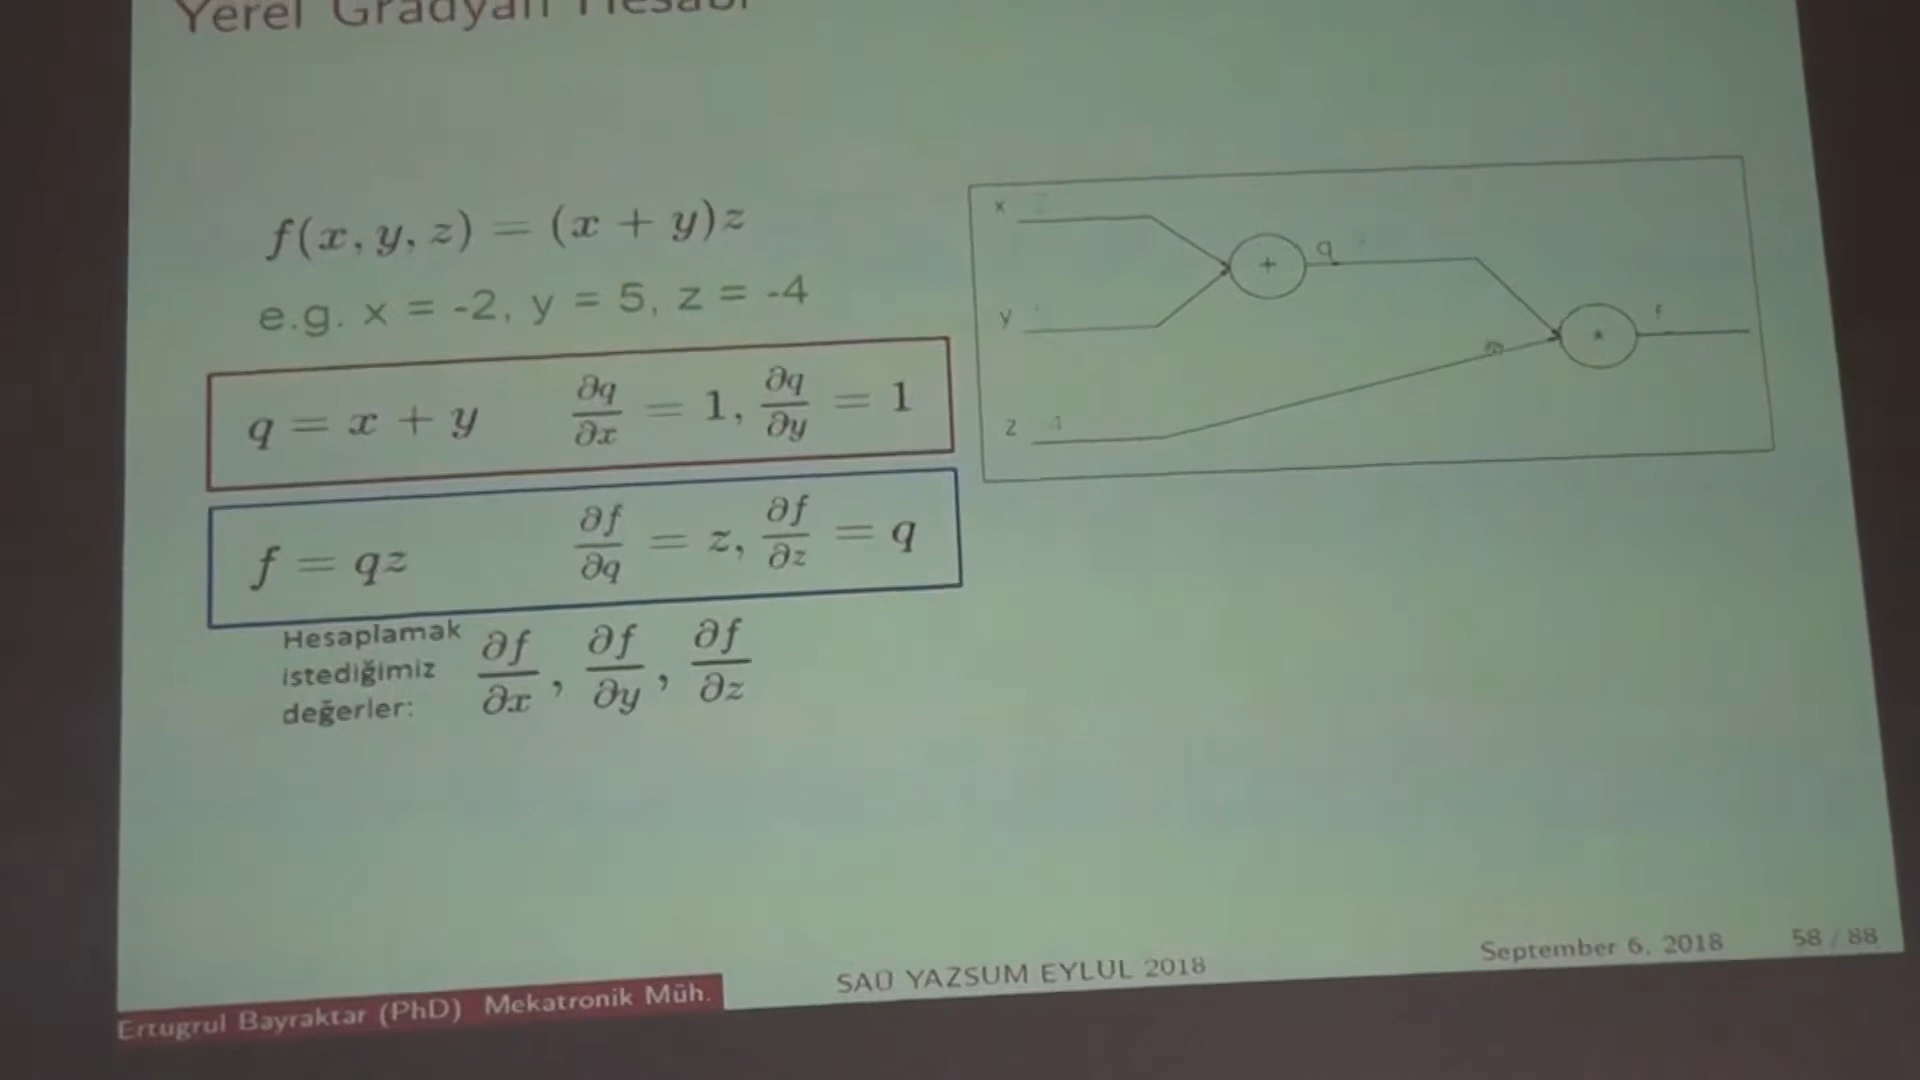 Yerel Gradyan Hesabı
f(x, y, z) = (x + y)z
e.g. x = -2, y = 5, z = -4
q = x + y ∂q/∂x = 1, ∂q/∂y = 1
f = qz ∂f/∂q = z, ∂f/∂z = q
Hesaplamak
istediğimiz
değerler:
∂f/∂x, ∂f/∂y, ∂f/∂z
x
+
q
y
*
f
z
Ertugrul Bayraktar (PhD) Mekatronik Müh.
SAÜ YAZSUM EYLUL 2018
September 6, 2018
58 / 88